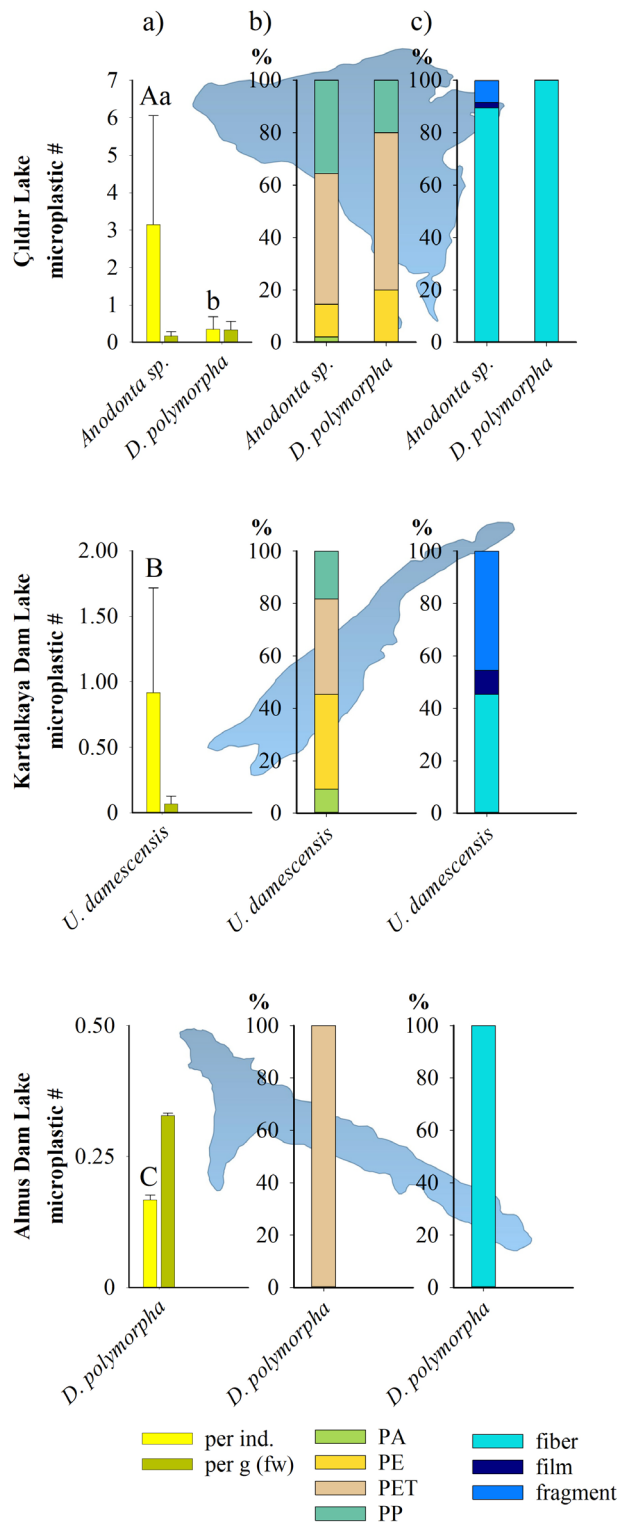 a)
b)
c)
Çıldır Lake
microplastic #
7
6
5
4
3
2
1
0
Aa
b
Anodonta sp.
D. polymorpha
%
100
80
60
40
20
0
Anodonta sp.
D. polymorpha
%
100
80
60
40
20
0
Anodonta sp.
D. polymorpha
Kartalkaya Dam Lake
microplastic #
2.00
1.50
1.00
0.50
0
B
U. damescensis
%
100
80
60
40
20
0
U. damescensis
%
100
80
60
40
20
0
U. damescensis
Almus Dam Lake
microplastic #
0.50
0.25
0
C
D. polymorpha
%
100
80
60
40
20
0
D. polymorpha
%
100
80
60
40
20
0
D. polymorpha
per ind.
per g (fw)
PA
PE
PET
PP
fiber
film
fragment